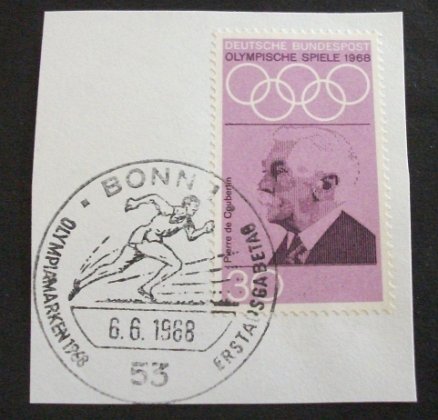 DEUTSCHE BUNDESPOST
OLYMPISCHE SPIELE 1968
Pierre de Coubertin
30
BONN 1
OLYMPIAMARKEN 1968
ERSTAUSGABETAG
6.6.1968
53